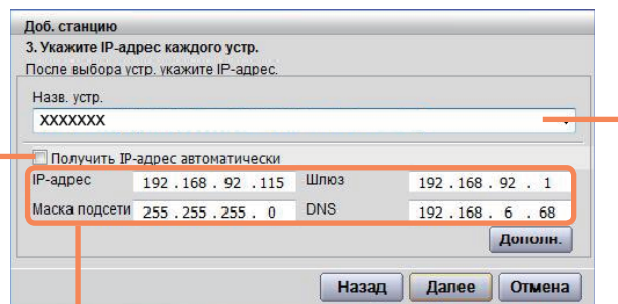 Доб. станцию
3. Укажите IP-адрес каждого устр.
После выбора устр. укажите IP-адрес.
Назв. устр.
XXXXXXX
Получить IP-адрес автоматически
IP-адрес 192 . 168 . 92 . 115 Шлюз 192 . 168 . 92 . 1
Маска подсети 255 . 255 . 255 . 0 DNS 192 . 168 . 6 . 68
Дополн.
Назад Далее Отмена